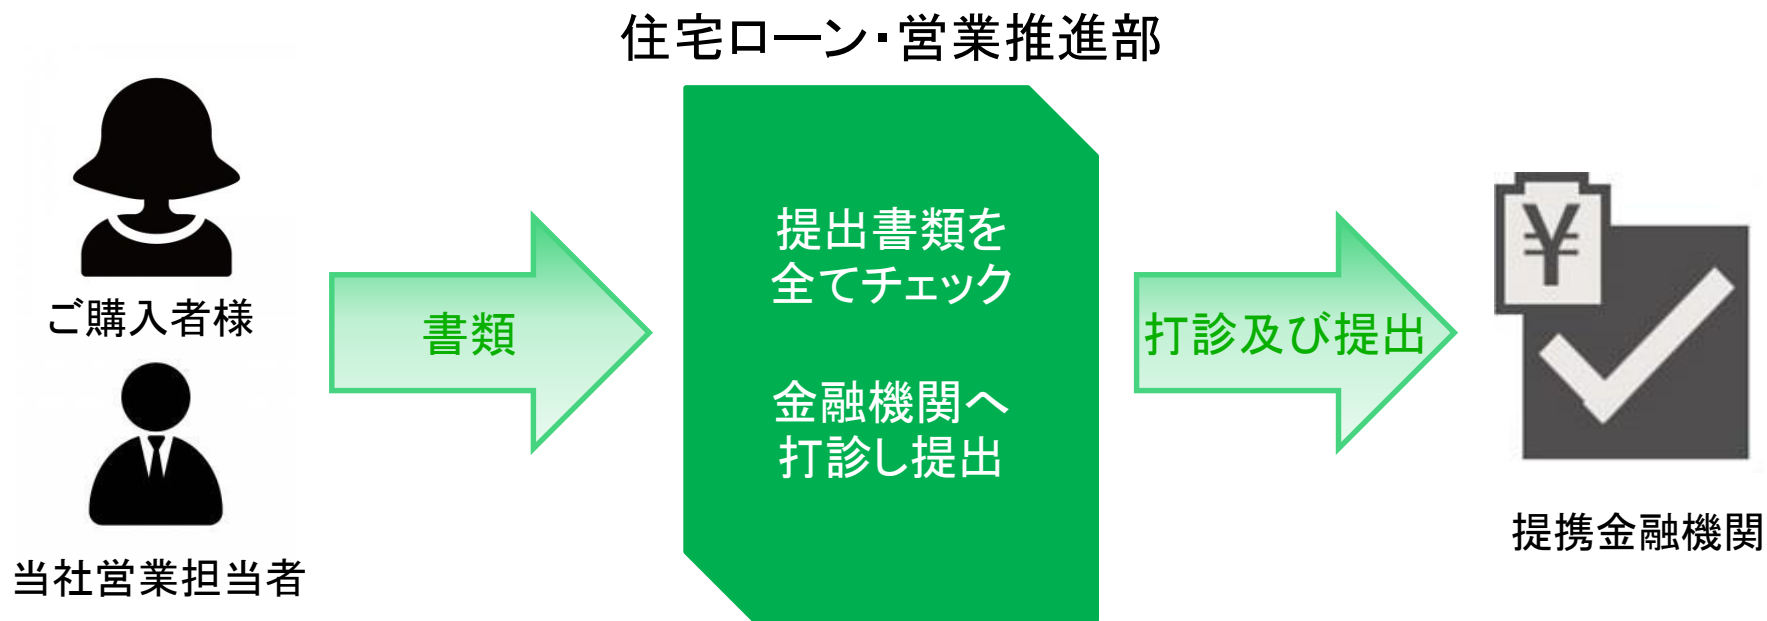 住宅ローン・営業推進部
ご購入者様
当社営業担当者
書類
提出書類を
全てチェック
金融機関へ
打診し提出
打診及び提出
¥
提携金融機関